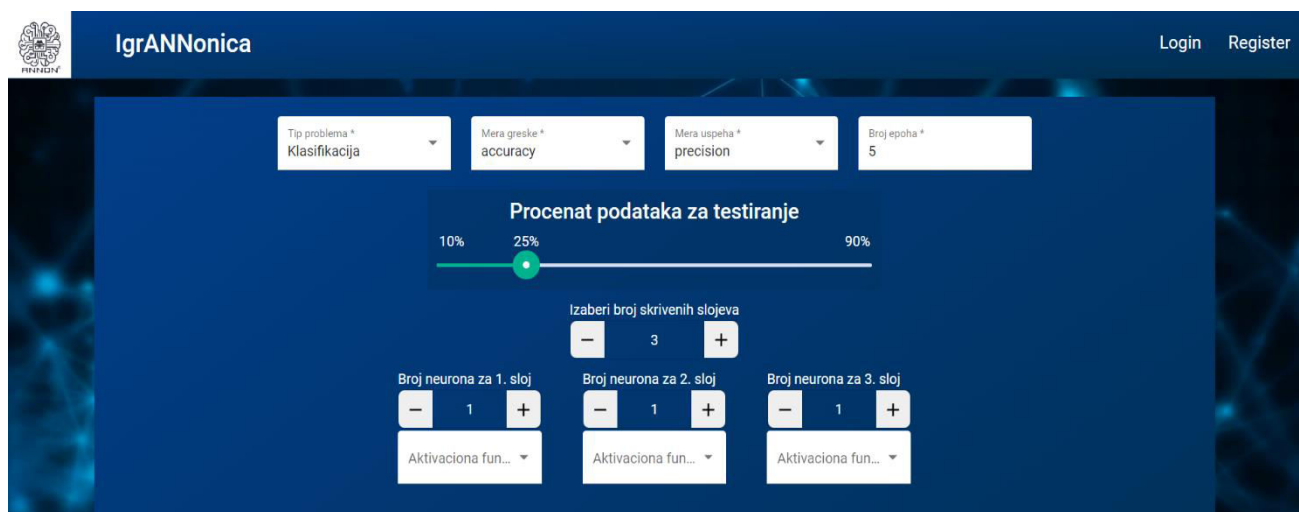 IgrANNonica
Login
Register
ANNON
Tip problema *
Klasifikacija
Mera greske *
accuracy
Mera uspeha *
precision
Broj epoha *
5
Procenat podataka za testiranje
10% 25% 90%
Izaberi broj skrivenih slojeva
− 3 +
Broj neurona za 1. sloj
− 1 +
Aktivaciona fun...
Broj neurona za 2. sloj
− 1 +
Aktivaciona fun...
Broj neurona za 3. sloj
− 1 +
Aktivaciona fun...